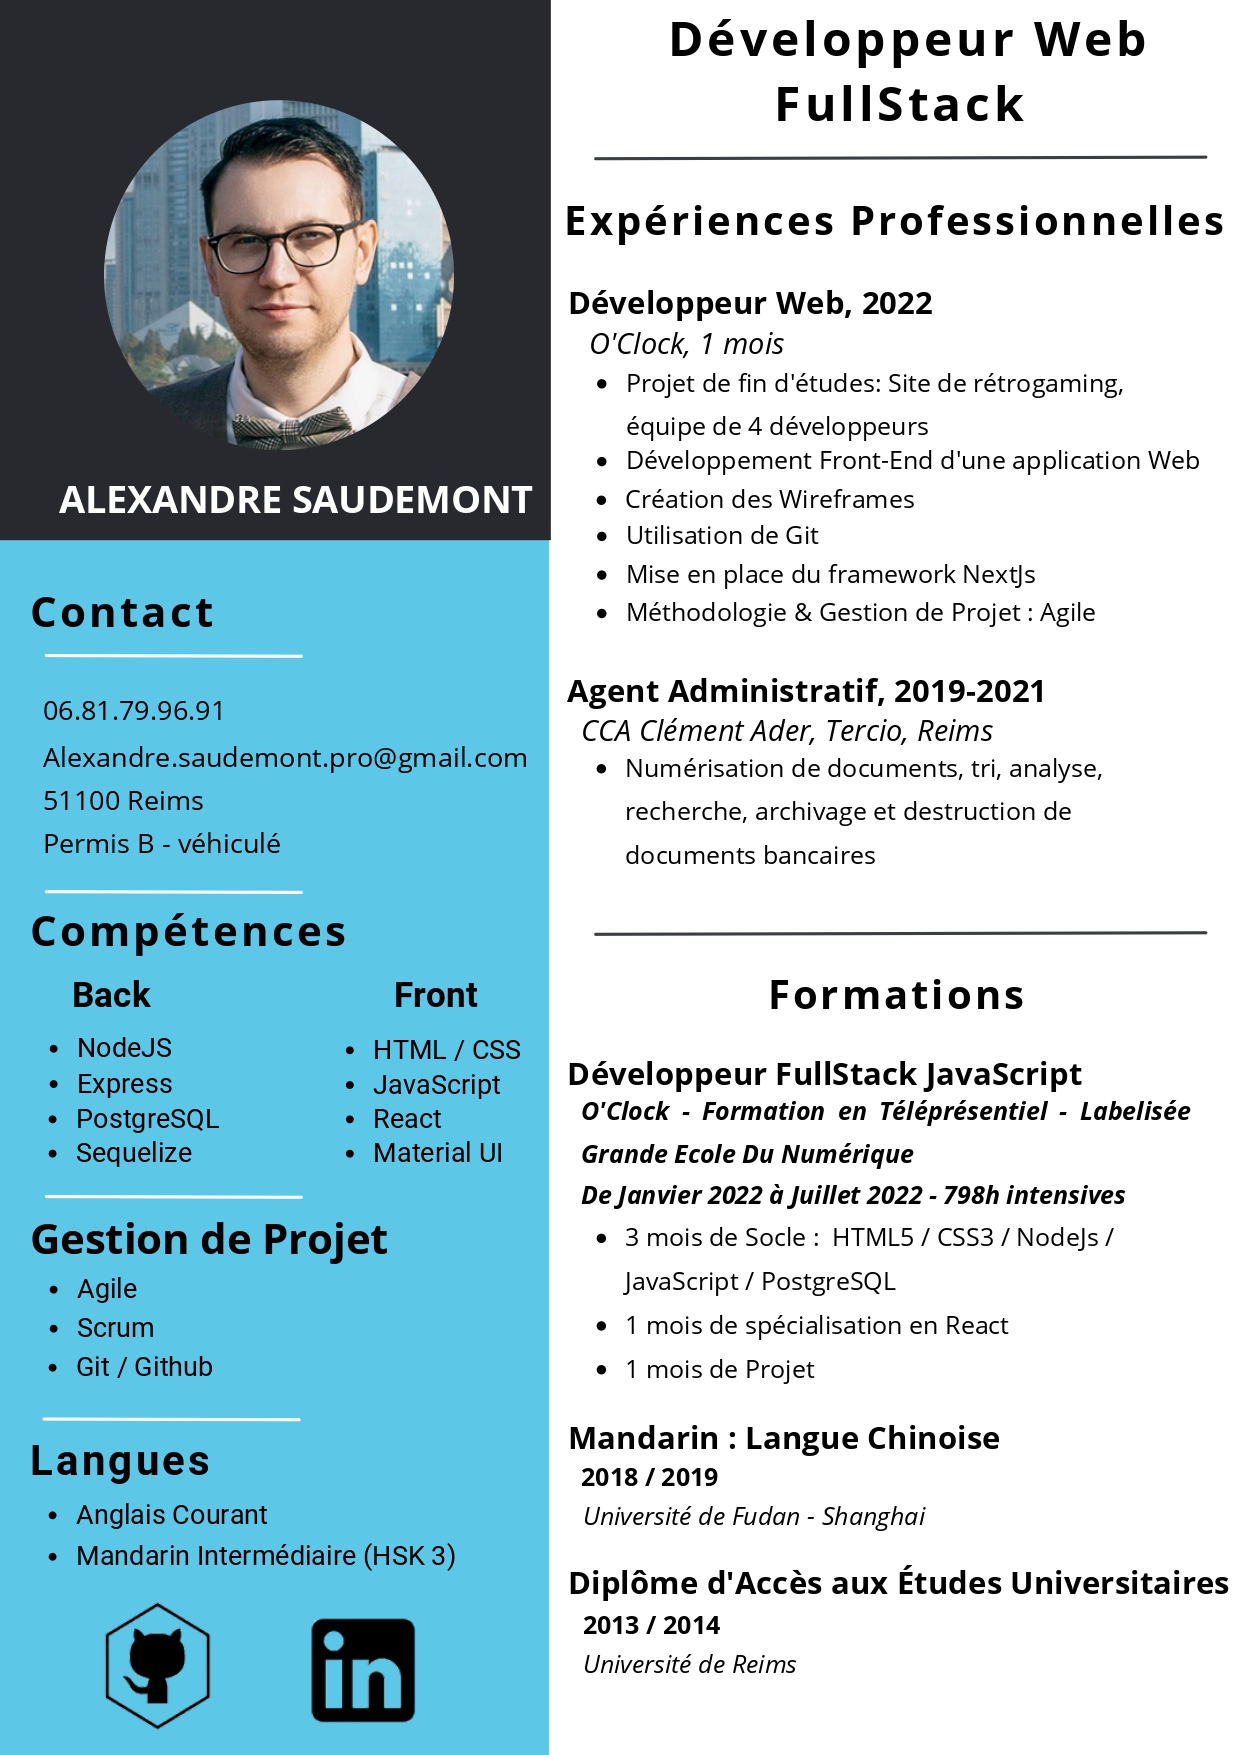 ALEXANDRE SAUDEMONT
Contact
06.81.79.96.91
Alexandre.saudemont.pro@gmail.com
51100 Reims
Permis B - véhiculé
Compétences
Back
• NodeJS
• Express
• PostgreSQL
• Sequelize
Front
• HTML / CSS
• JavaScript
• React
• Material UI
Gestion de Projet
• Agile
• Scrum
• Git / Github
Langues
• Anglais Courant
• Mandarin Intermédiaire (HSK 3)
in
Développeur Web
FullStack
Expériences Professionnelles
Développeur Web, 2022
O'Clock, 1 mois
• Projet de fin d'études: Site de rétrogaming,
équipe de 4 développeurs
• Développement Front-End d'une application Web
• Création des Wireframes
• Utilisation de Git
• Mise en place du framework NextJs
• Méthodologie & Gestion de Projet : Agile
Agent Administratif, 2019-2021
CCA Clément Ader, Tercio, Reims
• Numérisation de documents, tri, analyse,
recherche, archivage et destruction de
documents bancaires
Formations
Développeur FullStack JavaScript
O'Clock - Formation en Téléprésentiel - Labelisée
Grande Ecole Du Numérique
De Janvier 2022 à Juillet 2022 - 798h intensives
• 3 mois de Socle : HTML5 / CSS3 / NodeJs /
JavaScript / PostgreSQL
• 1 mois de spécialisation en React
• 1 mois de Projet
Mandarin : Langue Chinoise
2018 / 2019
Université de Fudan - Shanghai
Diplôme d'Accès aux Études Universitaires
2013 / 2014
Université de Reims